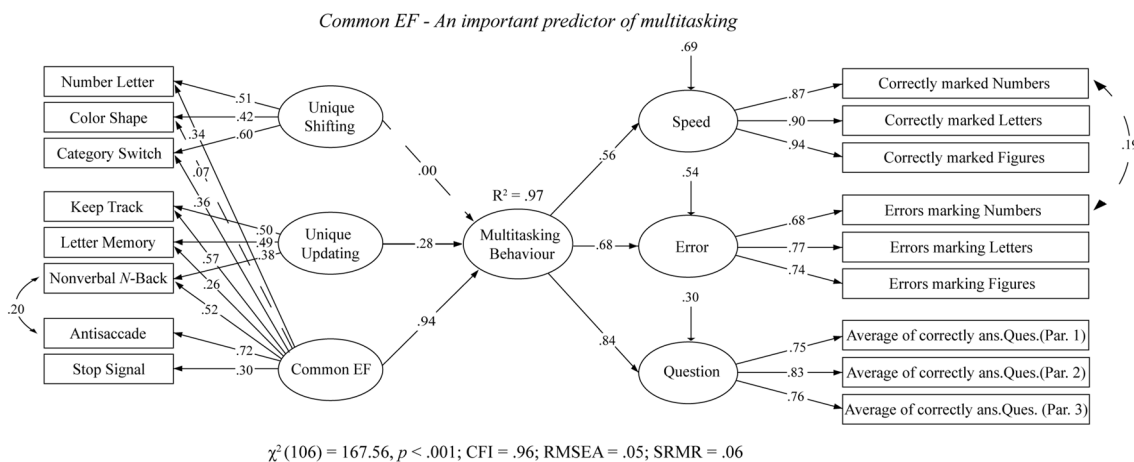 Common EF - An important predictor of multitasking
.69
Number Letter
Color Shape
Category Switch
.51
.42
.60
Unique
Shifting
.34
.07
.36
.00
Speed
.56
.87
.90
.94
Correctly marked Numbers
Correctly marked Letters
Correctly marked Figures
.19
.54
R² = .97
Keep Track
Letter Memory
Nonverbal N-Back
.50
.49
.38
Unique
Updating
.28
Multitasking
Behaviour
.68
Error
.68
.77
.74
Errors marking Numbers
Errors marking Letters
Errors marking Figures
.57
.26
.52
.20
.30
Antisaccade
Stop Signal
.72
.30
Common EF
.94
.84
Question
.75
.83
.76
Average of correctly ans.Ques.(Par. 1)
Average of correctly ans.Ques.(Par. 2)
Average of correctly ans.Ques. (Par. 3)
χ² (106) = 167.56, p < .001; CFI = .96; RMSEA = .05; SRMR = .06